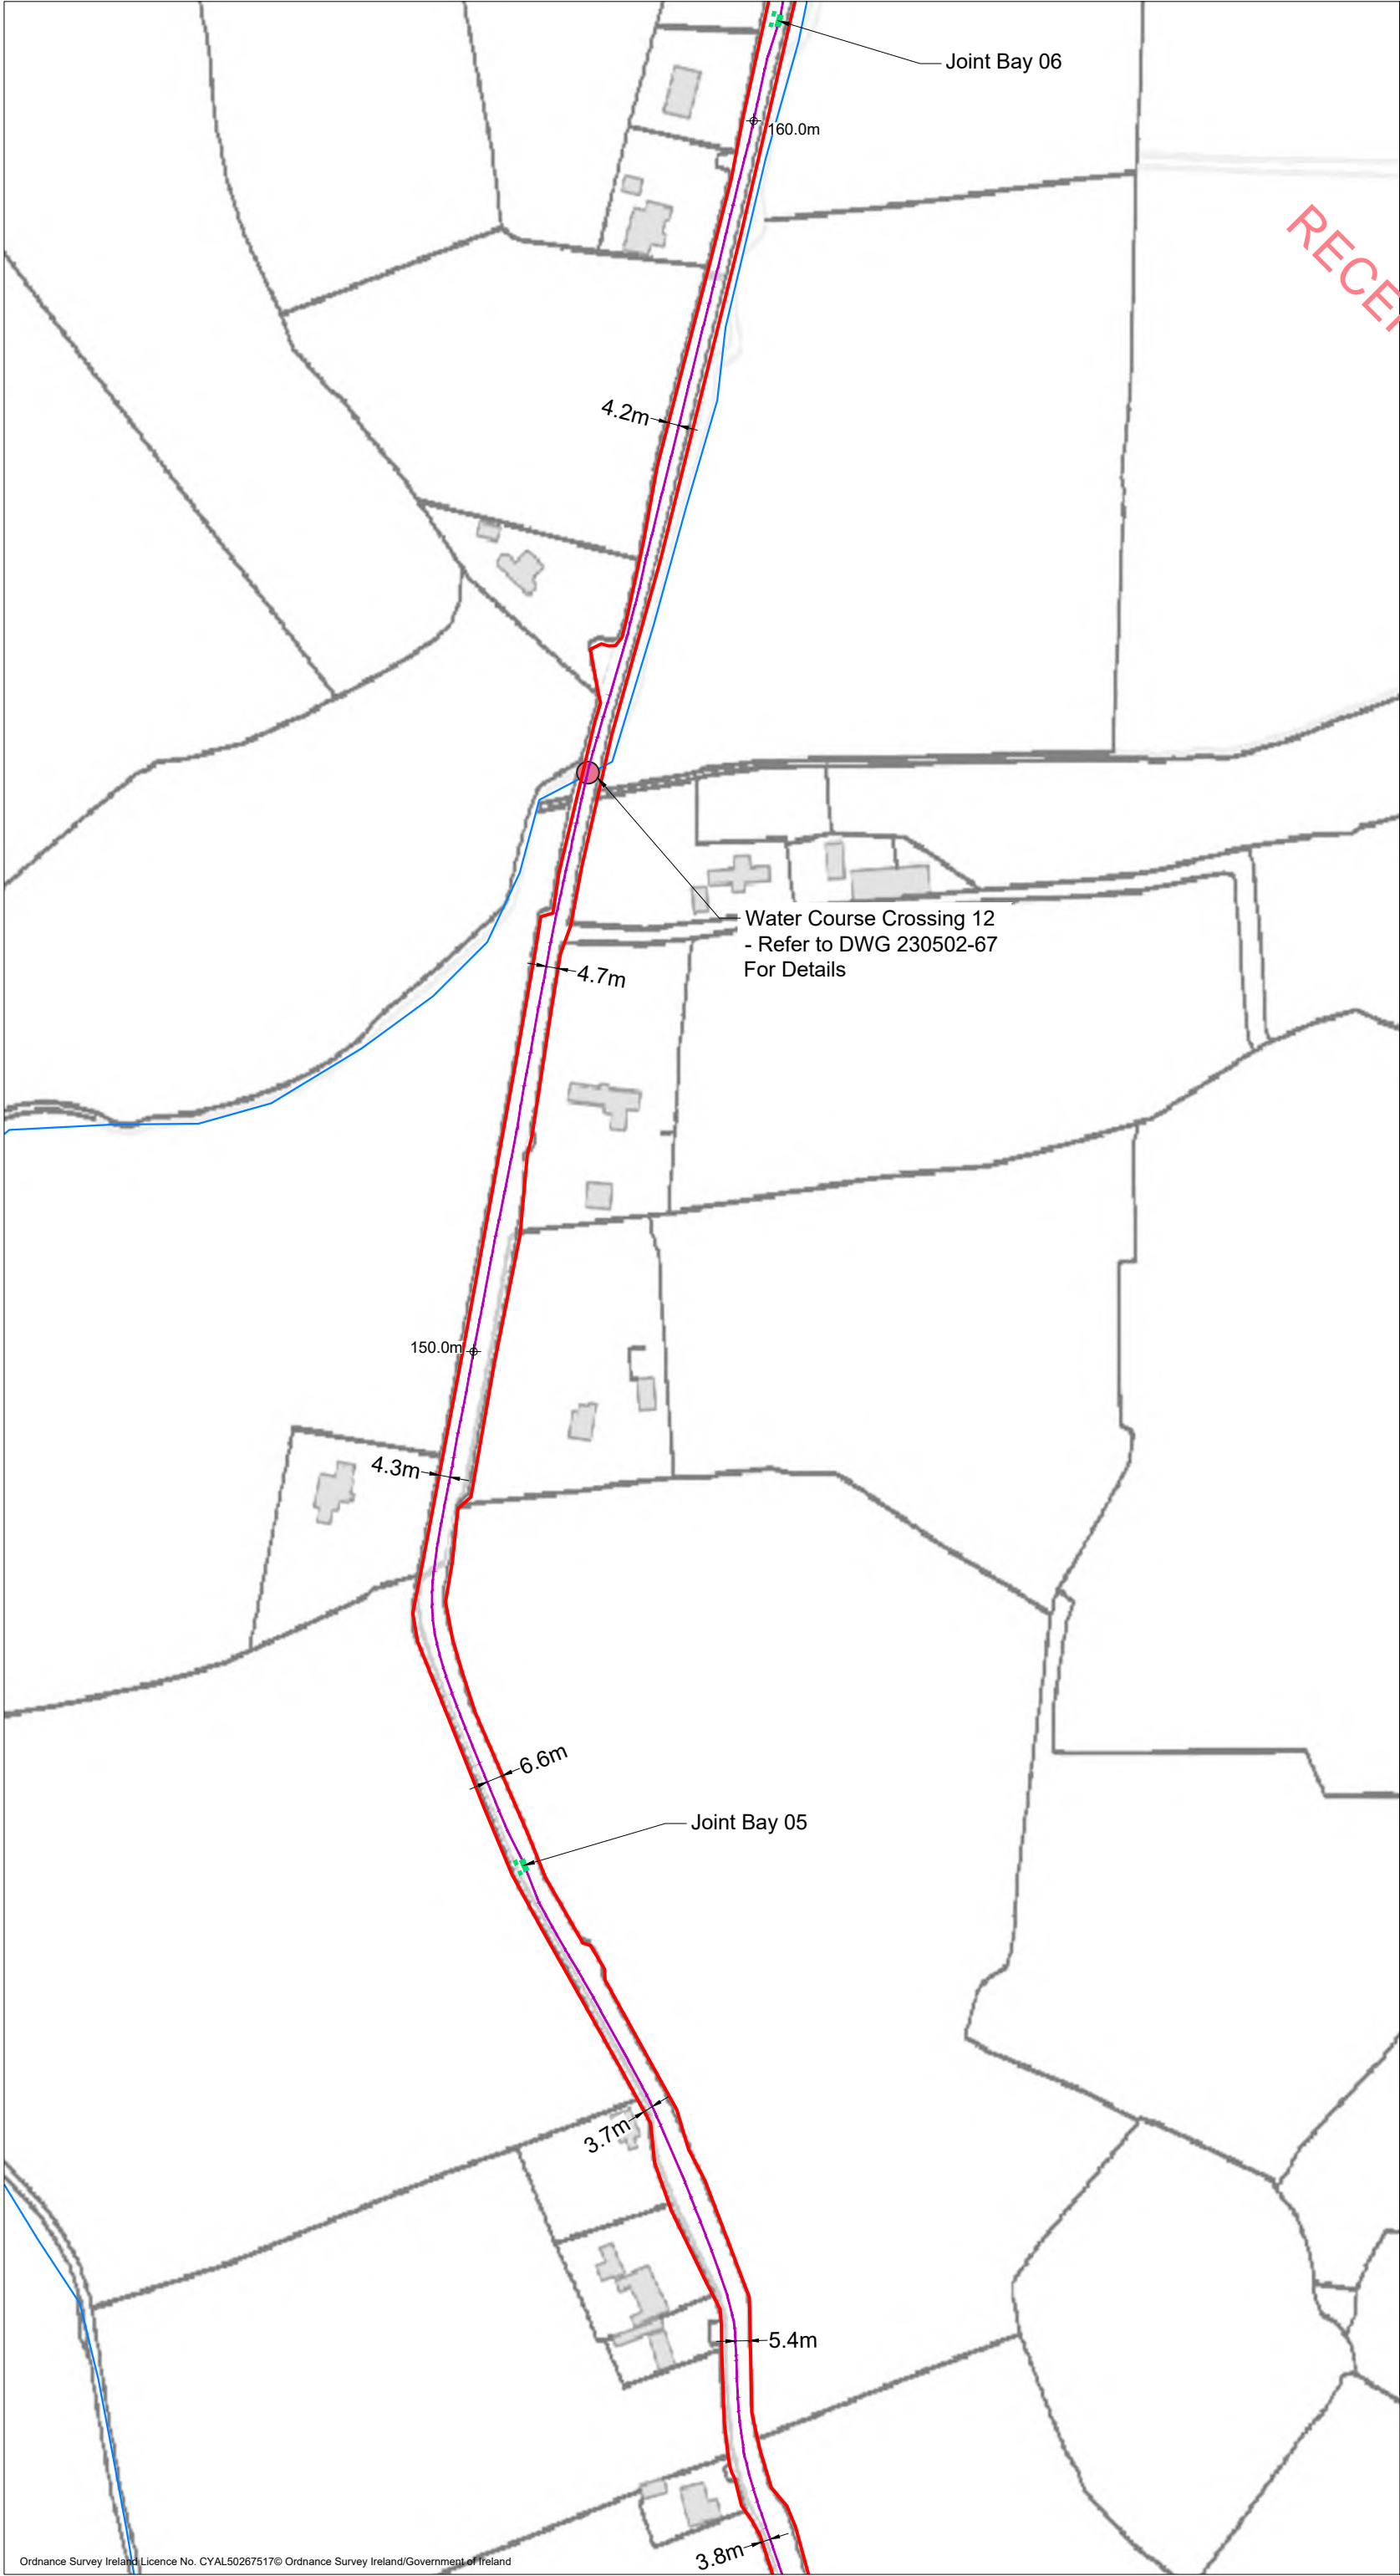 Joint Bay 06
160.0m
4.2m
Water Course Crossing 12
- Refer to DWG 230502-67
For Details
4.7m
150.0m
4.3m
6.6m
Joint Bay 05
3.7m
5.4m
3.8m
Ordnance Survey Ireland Licence No. CYAL50267517© Ordnance Survey Ireland/Government of Ireland